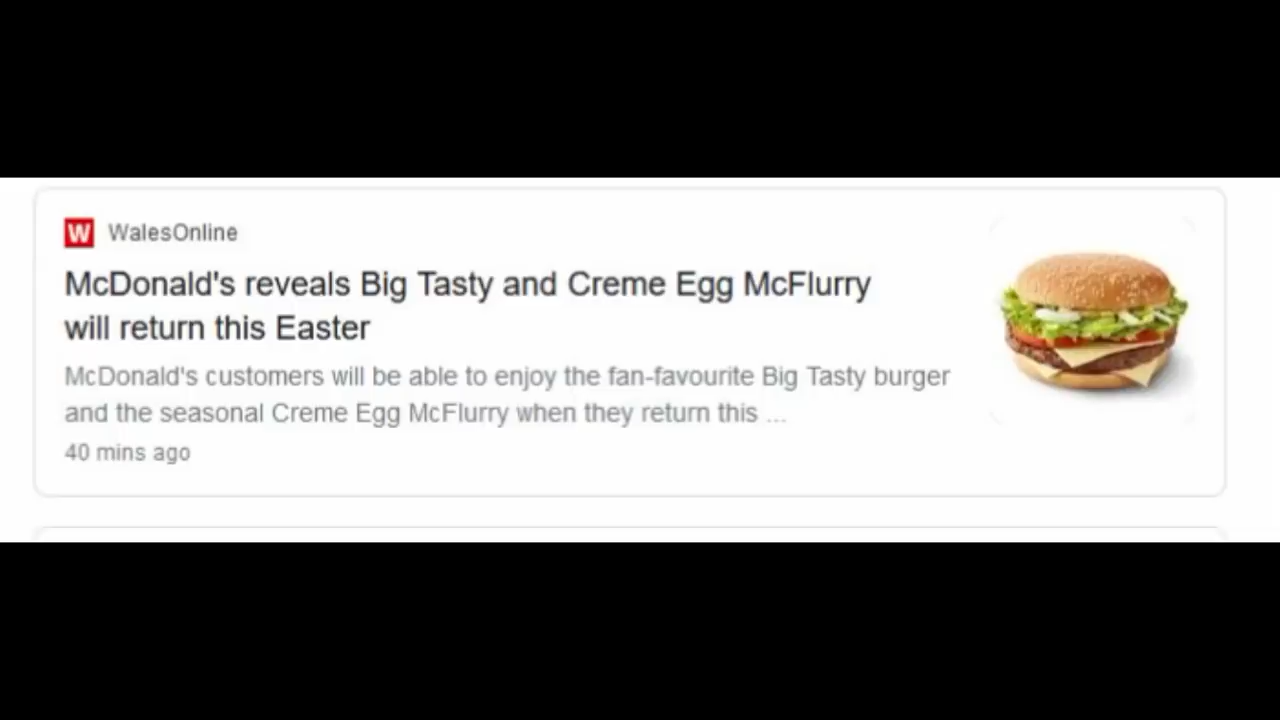 W WalesOnline
McDonald's reveals Big Tasty and Creme Egg McFlurry
will return this Easter
McDonald's customers will be able to enjoy the fan-favourite Big Tasty burger
and the seasonal Creme Egg McFlurry when they return this ...
40 mins ago